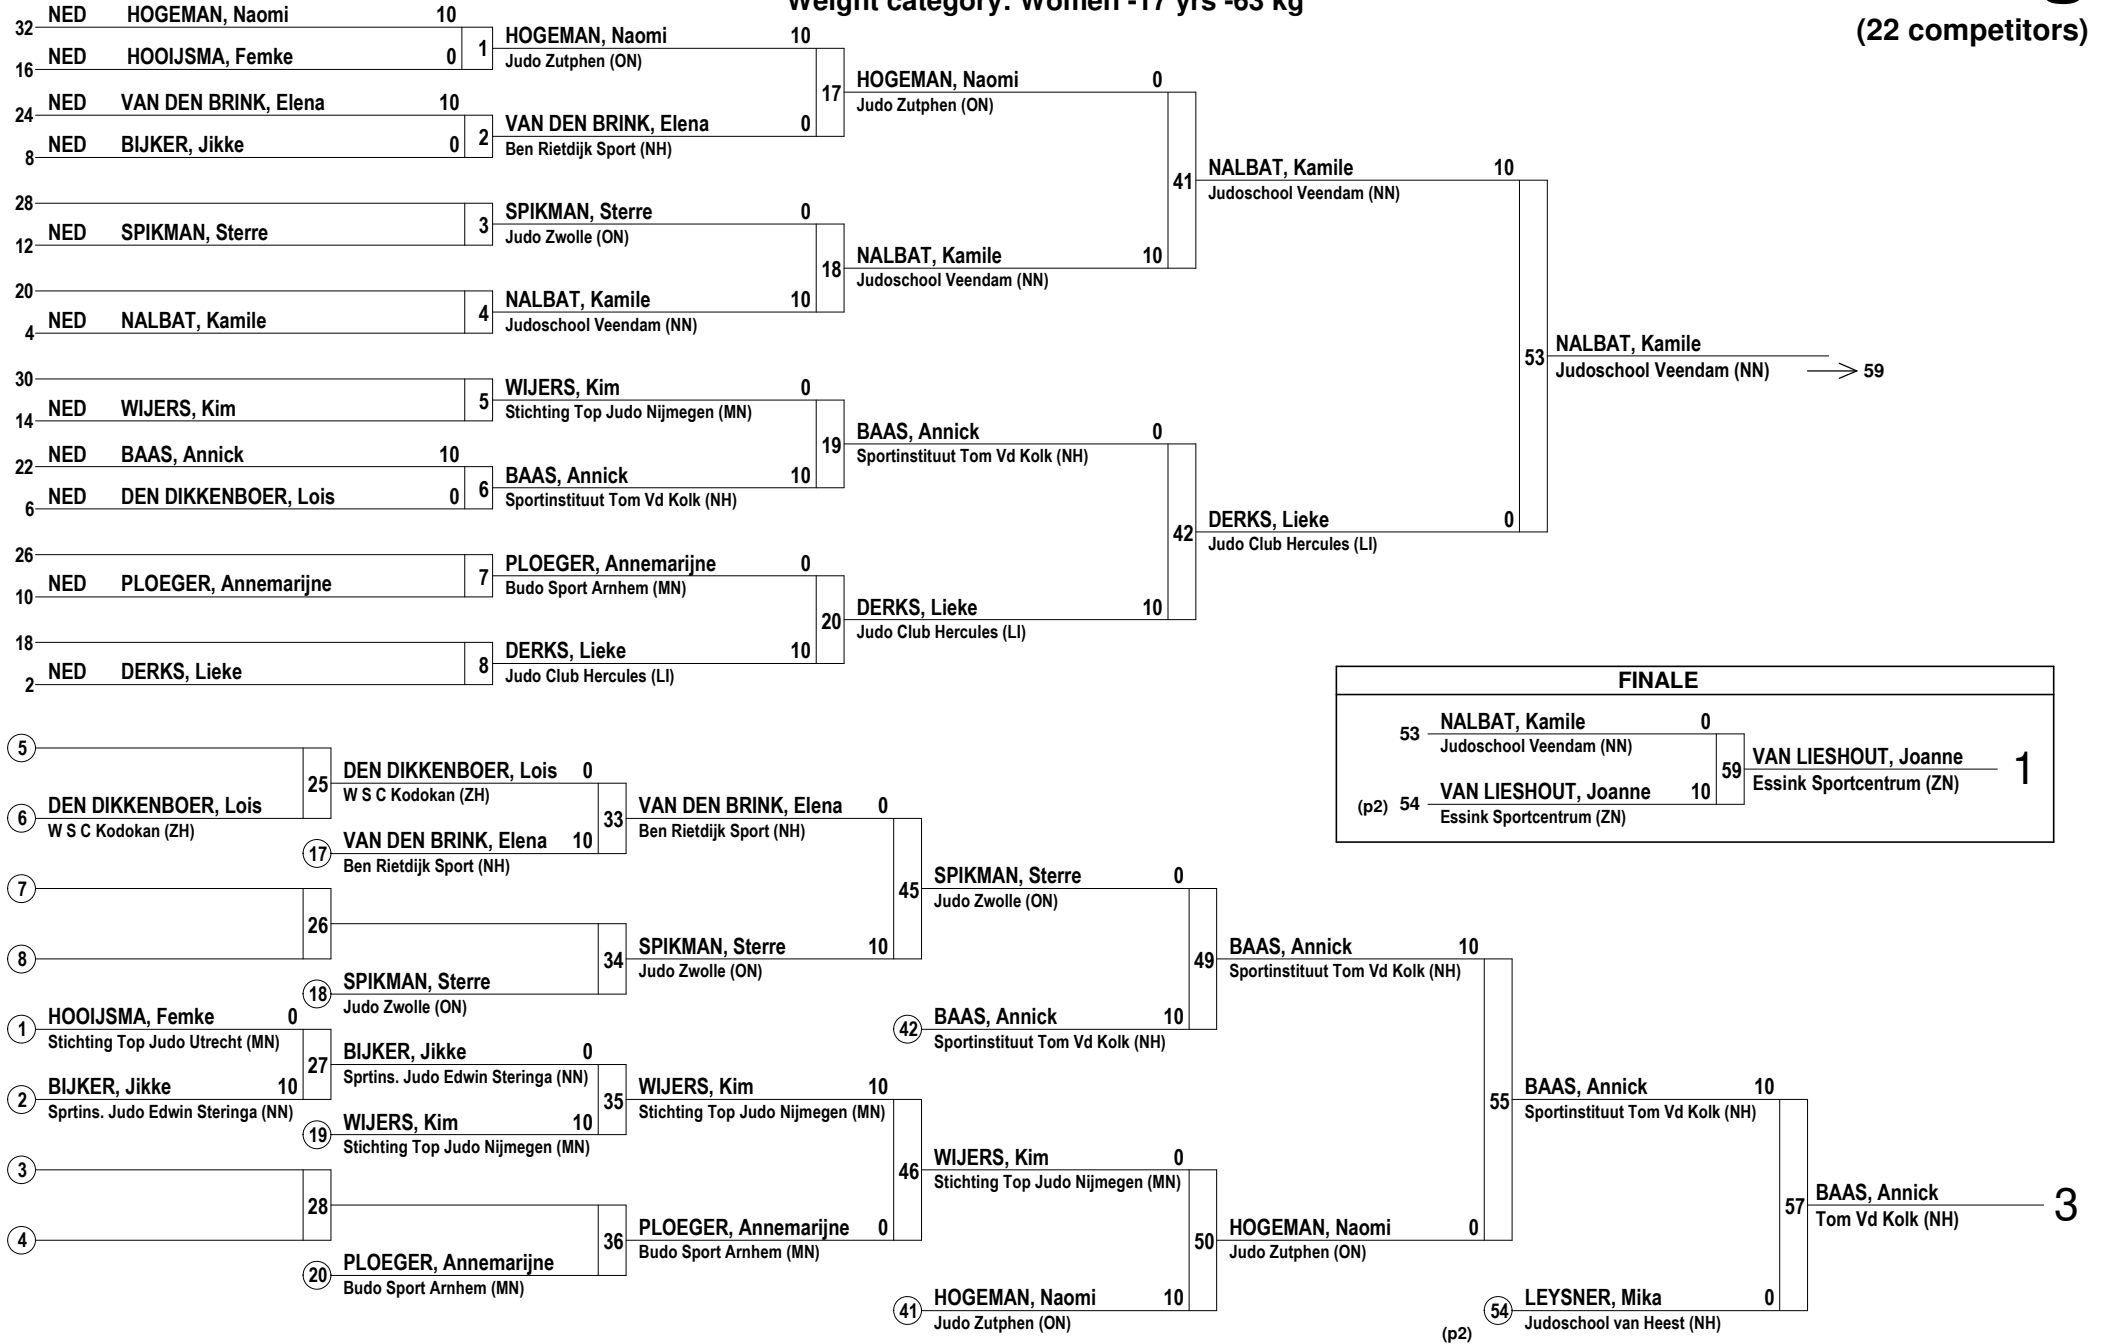 Weight category: Women -17 yrs -63 kg
(22 competitors)
NED HOGEMAN, Naomi 10
32
NED HOOIJSMA, Femke 0
16
1
NED VAN DEN BRINK, Elena 10
24
NED BIJKER, Jikke 0
8
2
28
NED SPIKMAN, Sterre
12
3
20
NED NALBAT, Kamile
4
4
30
NED WIJERS, Kim
14
5
NED BAAS, Annick 10
22
NED DEN DIKKENBOER, Lois 0
6
6
26
NED PLOEGER, Annemarijne
10
7
18
NED DERKS, Lieke
2
8
HOGEMAN, Naomi 10
Judo Zutphen (ON)
17
VAN DEN BRINK, Elena 0
Ben Rietdijk Sport (NH)
SPIKMAN, Sterre 0
Judo Zwolle (ON)
18
NALBAT, Kamile 10
Judoschool Veendam (NN)
WIJERS, Kim 0
Stichting Top Judo Nijmegen (MN)
19
BAAS, Annick 10
Sportinstituut Tom Vd Kolk (NH)
PLOEGER, Annemarijne 0
Budo Sport Arnhem (MN)
20
DERKS, Lieke 10
Judo Club Hercules (LI)
HOGEMAN, Naomi 0
Judo Zutphen (ON)
41
NALBAT, Kamile 10
Judoschool Veendam (NN)
BAAS, Annick 0
Sportinstituut Tom Vd Kolk (NH)
42
DERKS, Lieke 10
Judo Club Hercules (LI)
NALBAT, Kamile 10
Judoschool Veendam (NN)
53
DERKS, Lieke 0
Judo Club Hercules (LI)
NALBAT, Kamile
Judoschool Veendam (NN) 59
FINALE
53 NALBAT, Kamile 0
Judoschool Veendam (NN)
59
(p2) 54 VAN LIESHOUT, Joanne 10
Essink Sportcentrum (ZN)
VAN LIESHOUT, Joanne
Essink Sportcentrum (ZN)
1
5
25
6 DEN DIKKENBOER, Lois
W S C Kodokan (ZH)
7
26
8
1 HOOIJSMA, Femke 0
Stichting Top Judo Utrecht (MN)
27
2 BIJKER, Jikke 10
Sprtins. Judo Edwin Steringa (NN)
3
28
4
DEN DIKKENBOER, Lois 0
W S C Kodokan (ZH)
33
17 VAN DEN BRINK, Elena 10
Ben Rietdijk Sport (NH)
34
18 SPIKMAN, Sterre
Judo Zwolle (ON)
BIJKER, Jikke 0
Sprtins. Judo Edwin Steringa (NN)
35
19 WIJERS, Kim 10
Stichting Top Judo Nijmegen (MN)
36
20 PLOEGER, Annemarijne
Budo Sport Arnhem (MN)
VAN DEN BRINK, Elena 0
Ben Rietdijk Sport (NH)
45
SPIKMAN, Sterre 10
Judo Zwolle (ON)
WIJERS, Kim 10
Stichting Top Judo Nijmegen (MN)
46
PLOEGER, Annemarijne 0
Budo Sport Arnhem (MN)
SPIKMAN, Sterre 0
Judo Zwolle (ON)
49
42 BAAS, Annick 10
Sportinstituut Tom Vd Kolk (NH)
WIJERS, Kim 0
Stichting Top Judo Nijmegen (MN)
50
41 HOGEMAN, Naomi 10
Judo Zutphen (ON)
BAAS, Annick 10
Sportinstituut Tom Vd Kolk (NH)
55
HOGEMAN, Naomi 0
Judo Zutphen (ON)
BAAS, Annick 10
Sportinstituut Tom Vd Kolk (NH)
57
54 LEYSNER, Mika 0
(p2) Judoschool van Heest (NH)
BAAS, Annick
Tom Vd Kolk (NH)
3